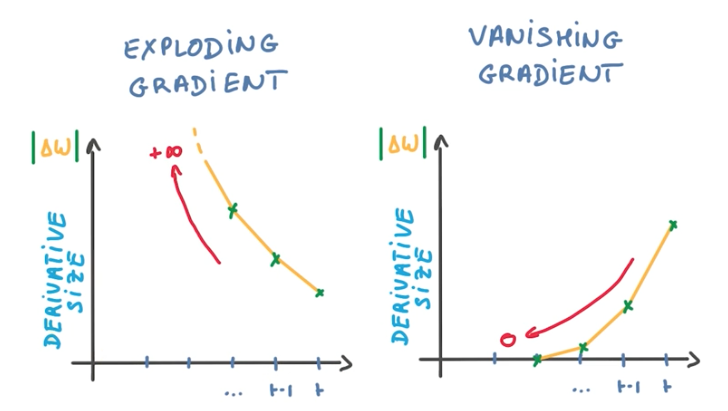 EXPLODING
GRADIENT
|ΔW|
+∞
DERIVATIVE
SIZE
... t-1 t
VANISHING
GRADIENT
|ΔW|
0
DERIVATIVE
SIZE
... t-1 t